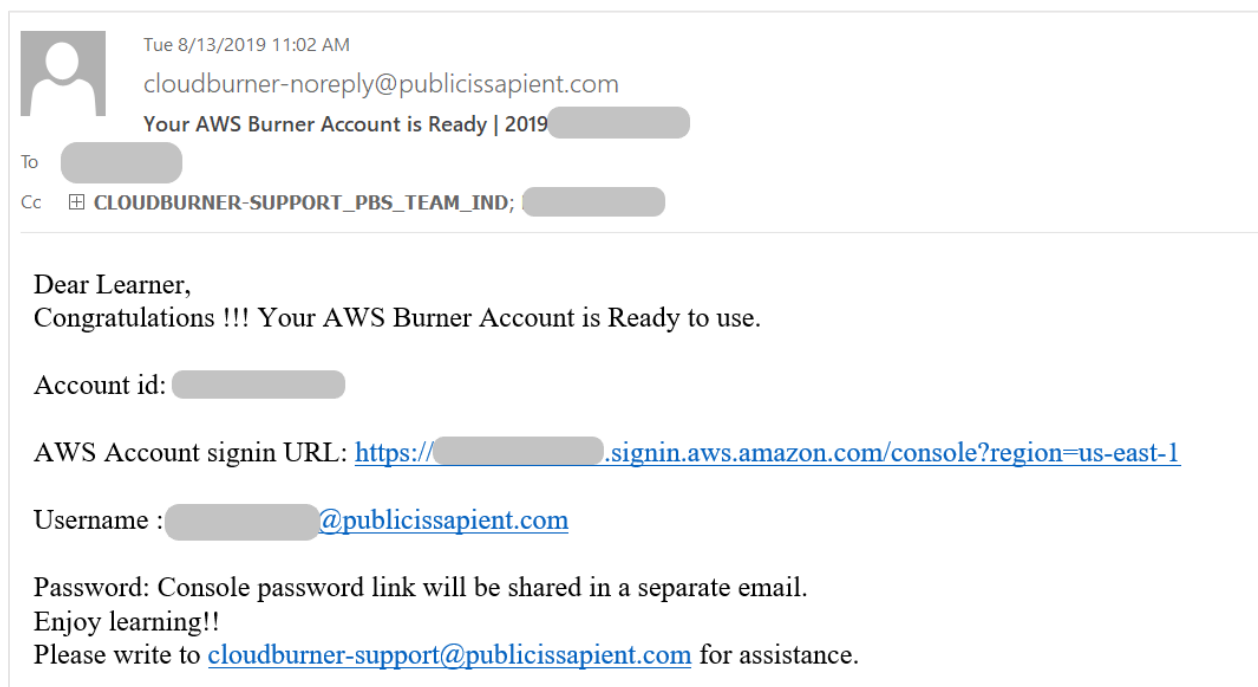 Tue 8/13/2019 11:02 AM
cloudburner-noreply@publicissapient.com
Your AWS Burner Account is Ready | 2019
To
Cc CLOUDBURNER-SUPPORT_PBS_TEAM_IND;
Dear Learner,
Congratulations !!! Your AWS Burner Account is Ready to use.
Account id:
AWS Account signin URL: https://.signin.aws.amazon.com/console?region=us-east-1
Username : @publicissapient.com
Password: Console password link will be shared in a separate email.
Enjoy learning!!
Please write to cloudburner-support@publicissapient.com for assistance.